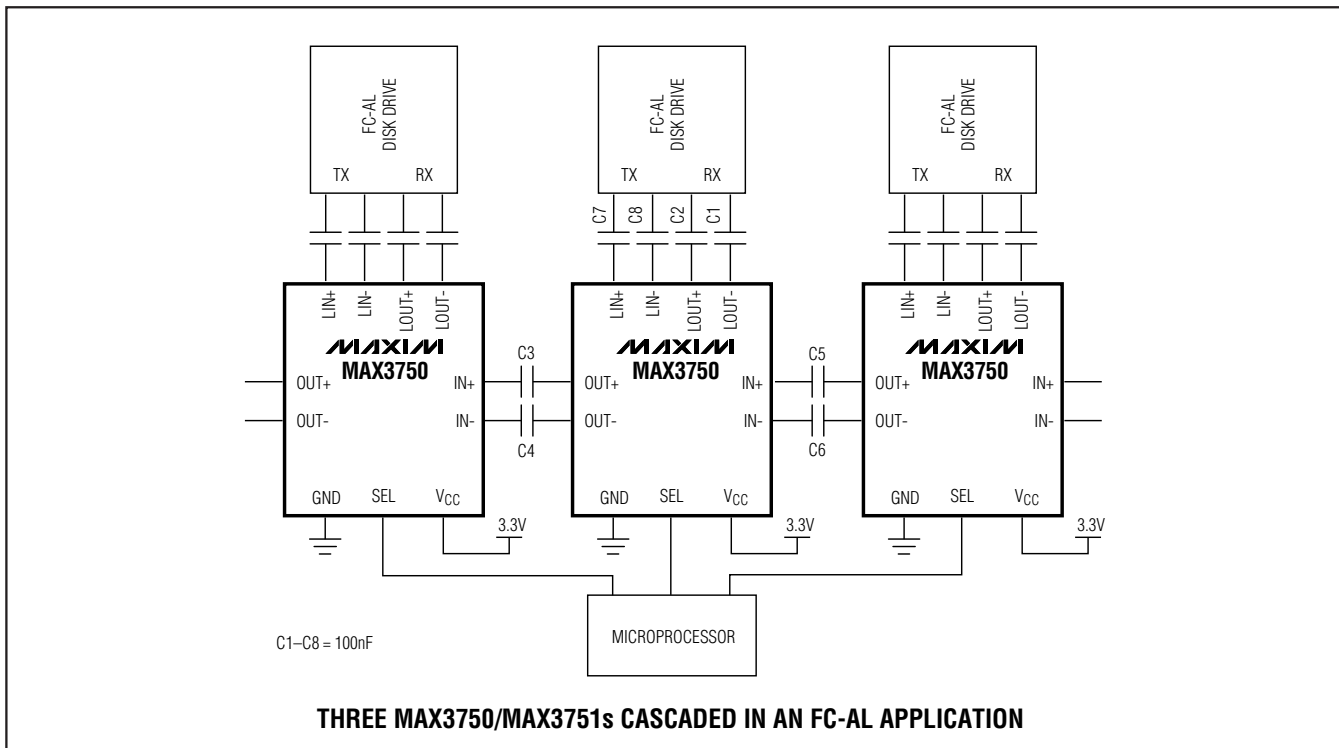 FC-AL
DISK DRIVE
TX RX
FC-AL
DISK DRIVE
TX RX
FC-AL
DISK DRIVE
TX RX
C7
C8
C2
C1
LIN+
LIN-
LOUT+
LOUT-
MAXIM
MAX3750
OUT+ IN+
OUT- IN-
GND SEL VCC
3.3V
C3
C4
LIN+
LIN-
LOUT+
LOUT-
MAXIM
MAX3750
OUT+ IN+
OUT- IN-
GND SEL VCC
3.3V
C5
C6
LIN+
LIN-
LOUT+
LOUT-
MAXIM
MAX3750
OUT+ IN+
OUT- IN-
GND SEL VCC
3.3V
MICROPROCESSOR
C1–C8 = 100nF
THREE MAX3750/MAX3751s CASCADED IN AN FC-AL APPLICATION